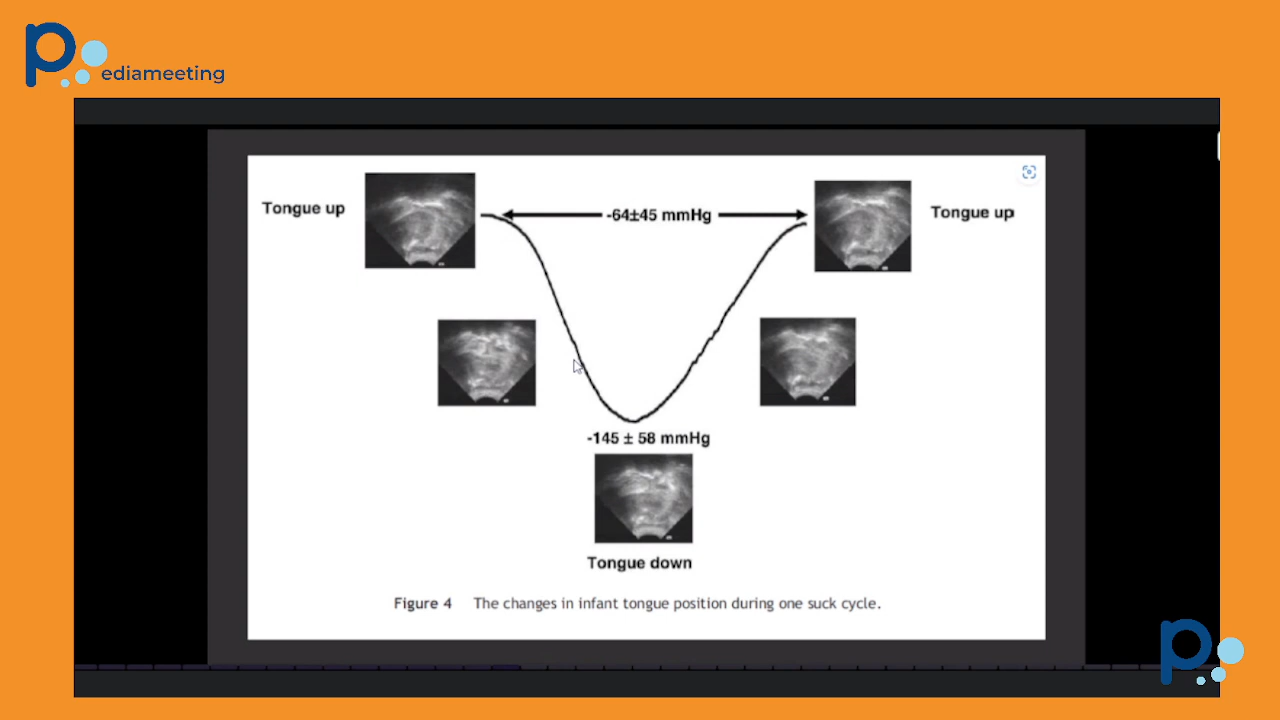 pediameeting
Tongue up
-64±45 mmHg
Tongue up
-145 ± 58 mmHg
Tongue down
Figure 4 The changes in infant tongue position during one suck cycle.
p